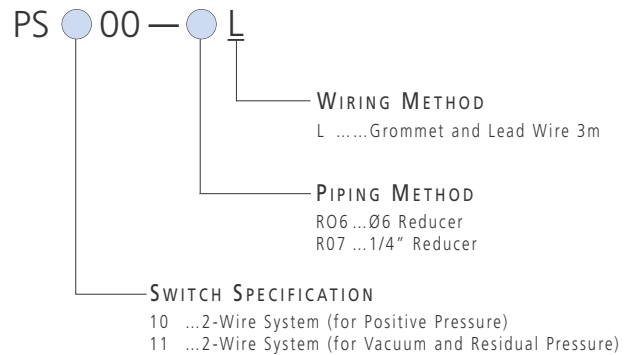 PS 00 — L
WIRING METHOD
L ......Grommet and Lead Wire 3m
PIPING METHOD
RO6 ...Ø6 Reducer
R07 ...1/4" Reducer
SWITCH SPECIFICATION
10 ...2-Wire System (for Positive Pressure)
11 ...2-Wire System (for Vacuum and Residual Pressure)